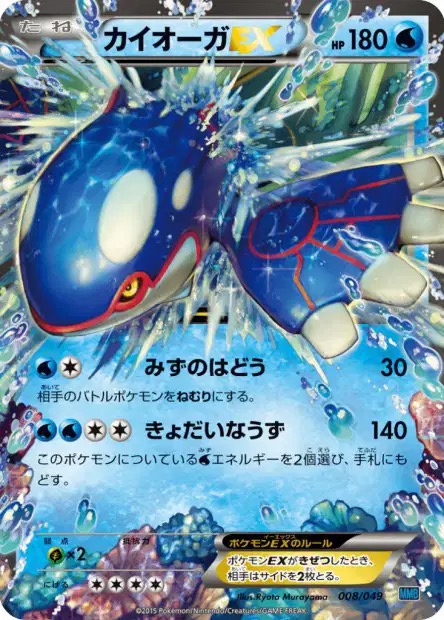 たね カイオーガEX HP180
みずのはどう 30
相手のバトルポケモンをねむりにする。
きょだいなうず 140
このポケモンについているエネルギーを2個選び、手札にも
どす。
弱点 抵抗力
×2
ポケモンEXのルール
ポケモンEXがきぜつしたとき、
相手はサイドを2枚とる。
にげる
Illus. Ryota Murayama 008/049 MMB
©2015 Pokémon/Nintendo/Creatures/GAME FREAK.